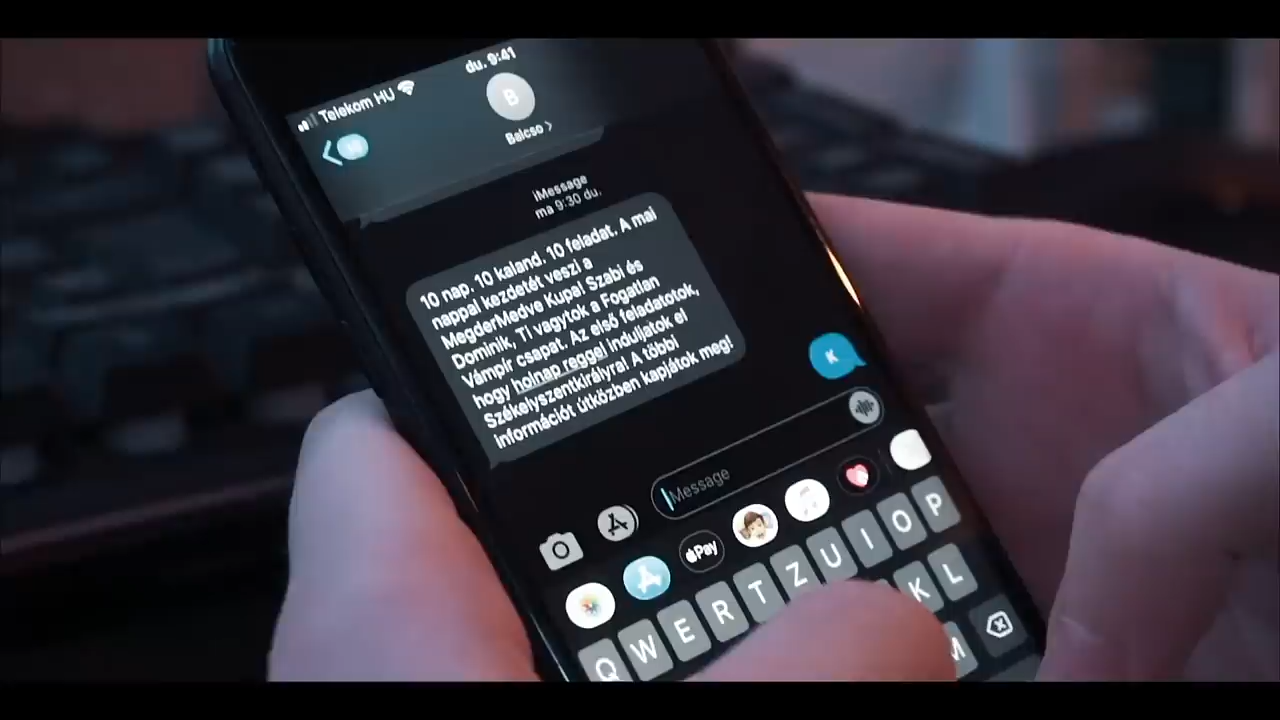 Telekom HU
du. 9:41
B
Belcso >
iMessage
ma 9:30 du.
10 nap. 10 kaland. 10 feladat. A mai
nappal kezdetét veszi a
MegderMedve Kupa! Szabi és
Dominik, Ti vagytok a Fogatlan
Vámpír csapat. Az első feladatotok,
hogy holnap reggel induljatok el
Székelyszentkirályra! A többi
információt útközben kapjátok meg!
K
iMessage
Pay
Q W E R T Z U I O P
K L
M